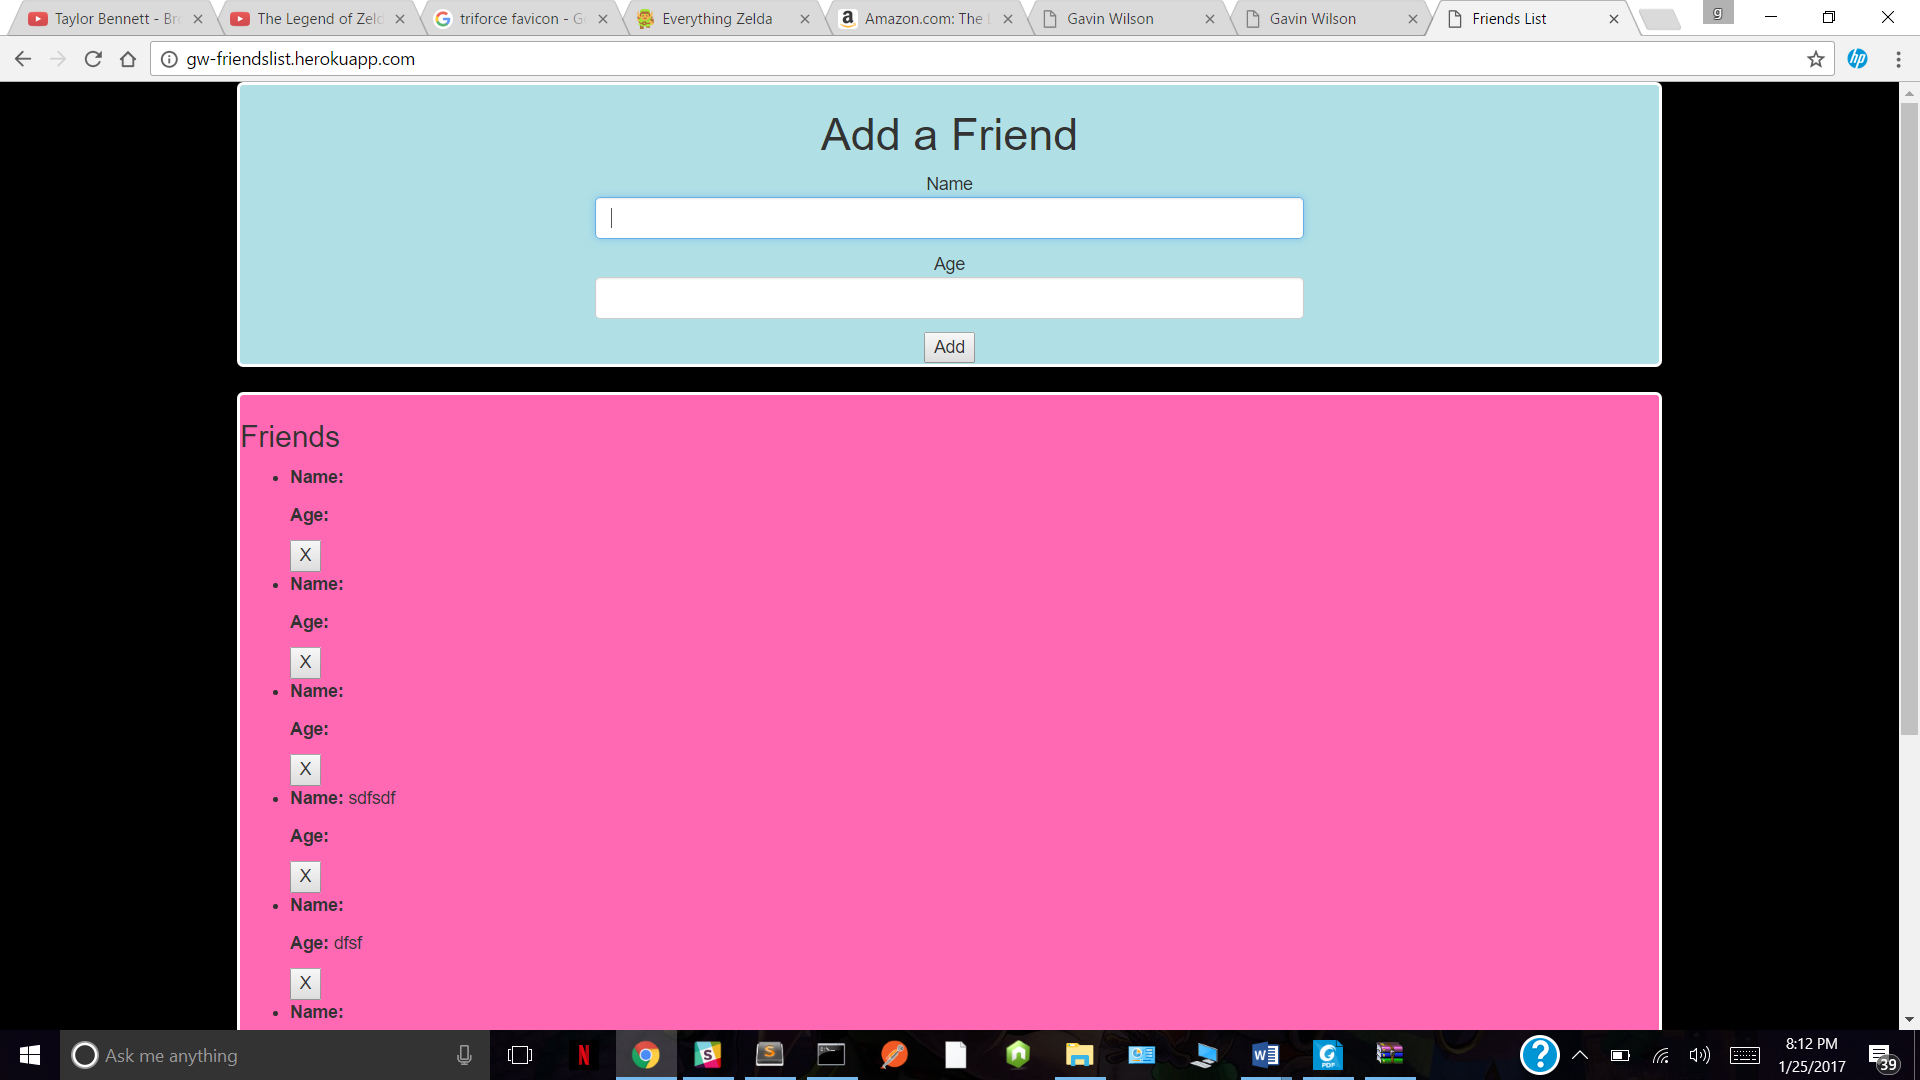 Taylor Bennett - Br
The Legend of Zeld
triforce favicon - G
Everything Zelda
Amazon.com: The L
Gavin Wilson
Gavin Wilson
Friends List
g
gw-friendslist.herokuapp.com
hp
Add a Friend
Name
Age
Add
Friends
Name:
Age:
X
Name:
Age:
X
Name:
Age:
X
Name: sdfsdf
Age:
X
Name:
Age: dfsf
X
Name:
Ask me anything
8:12 PM
1/25/2017
39